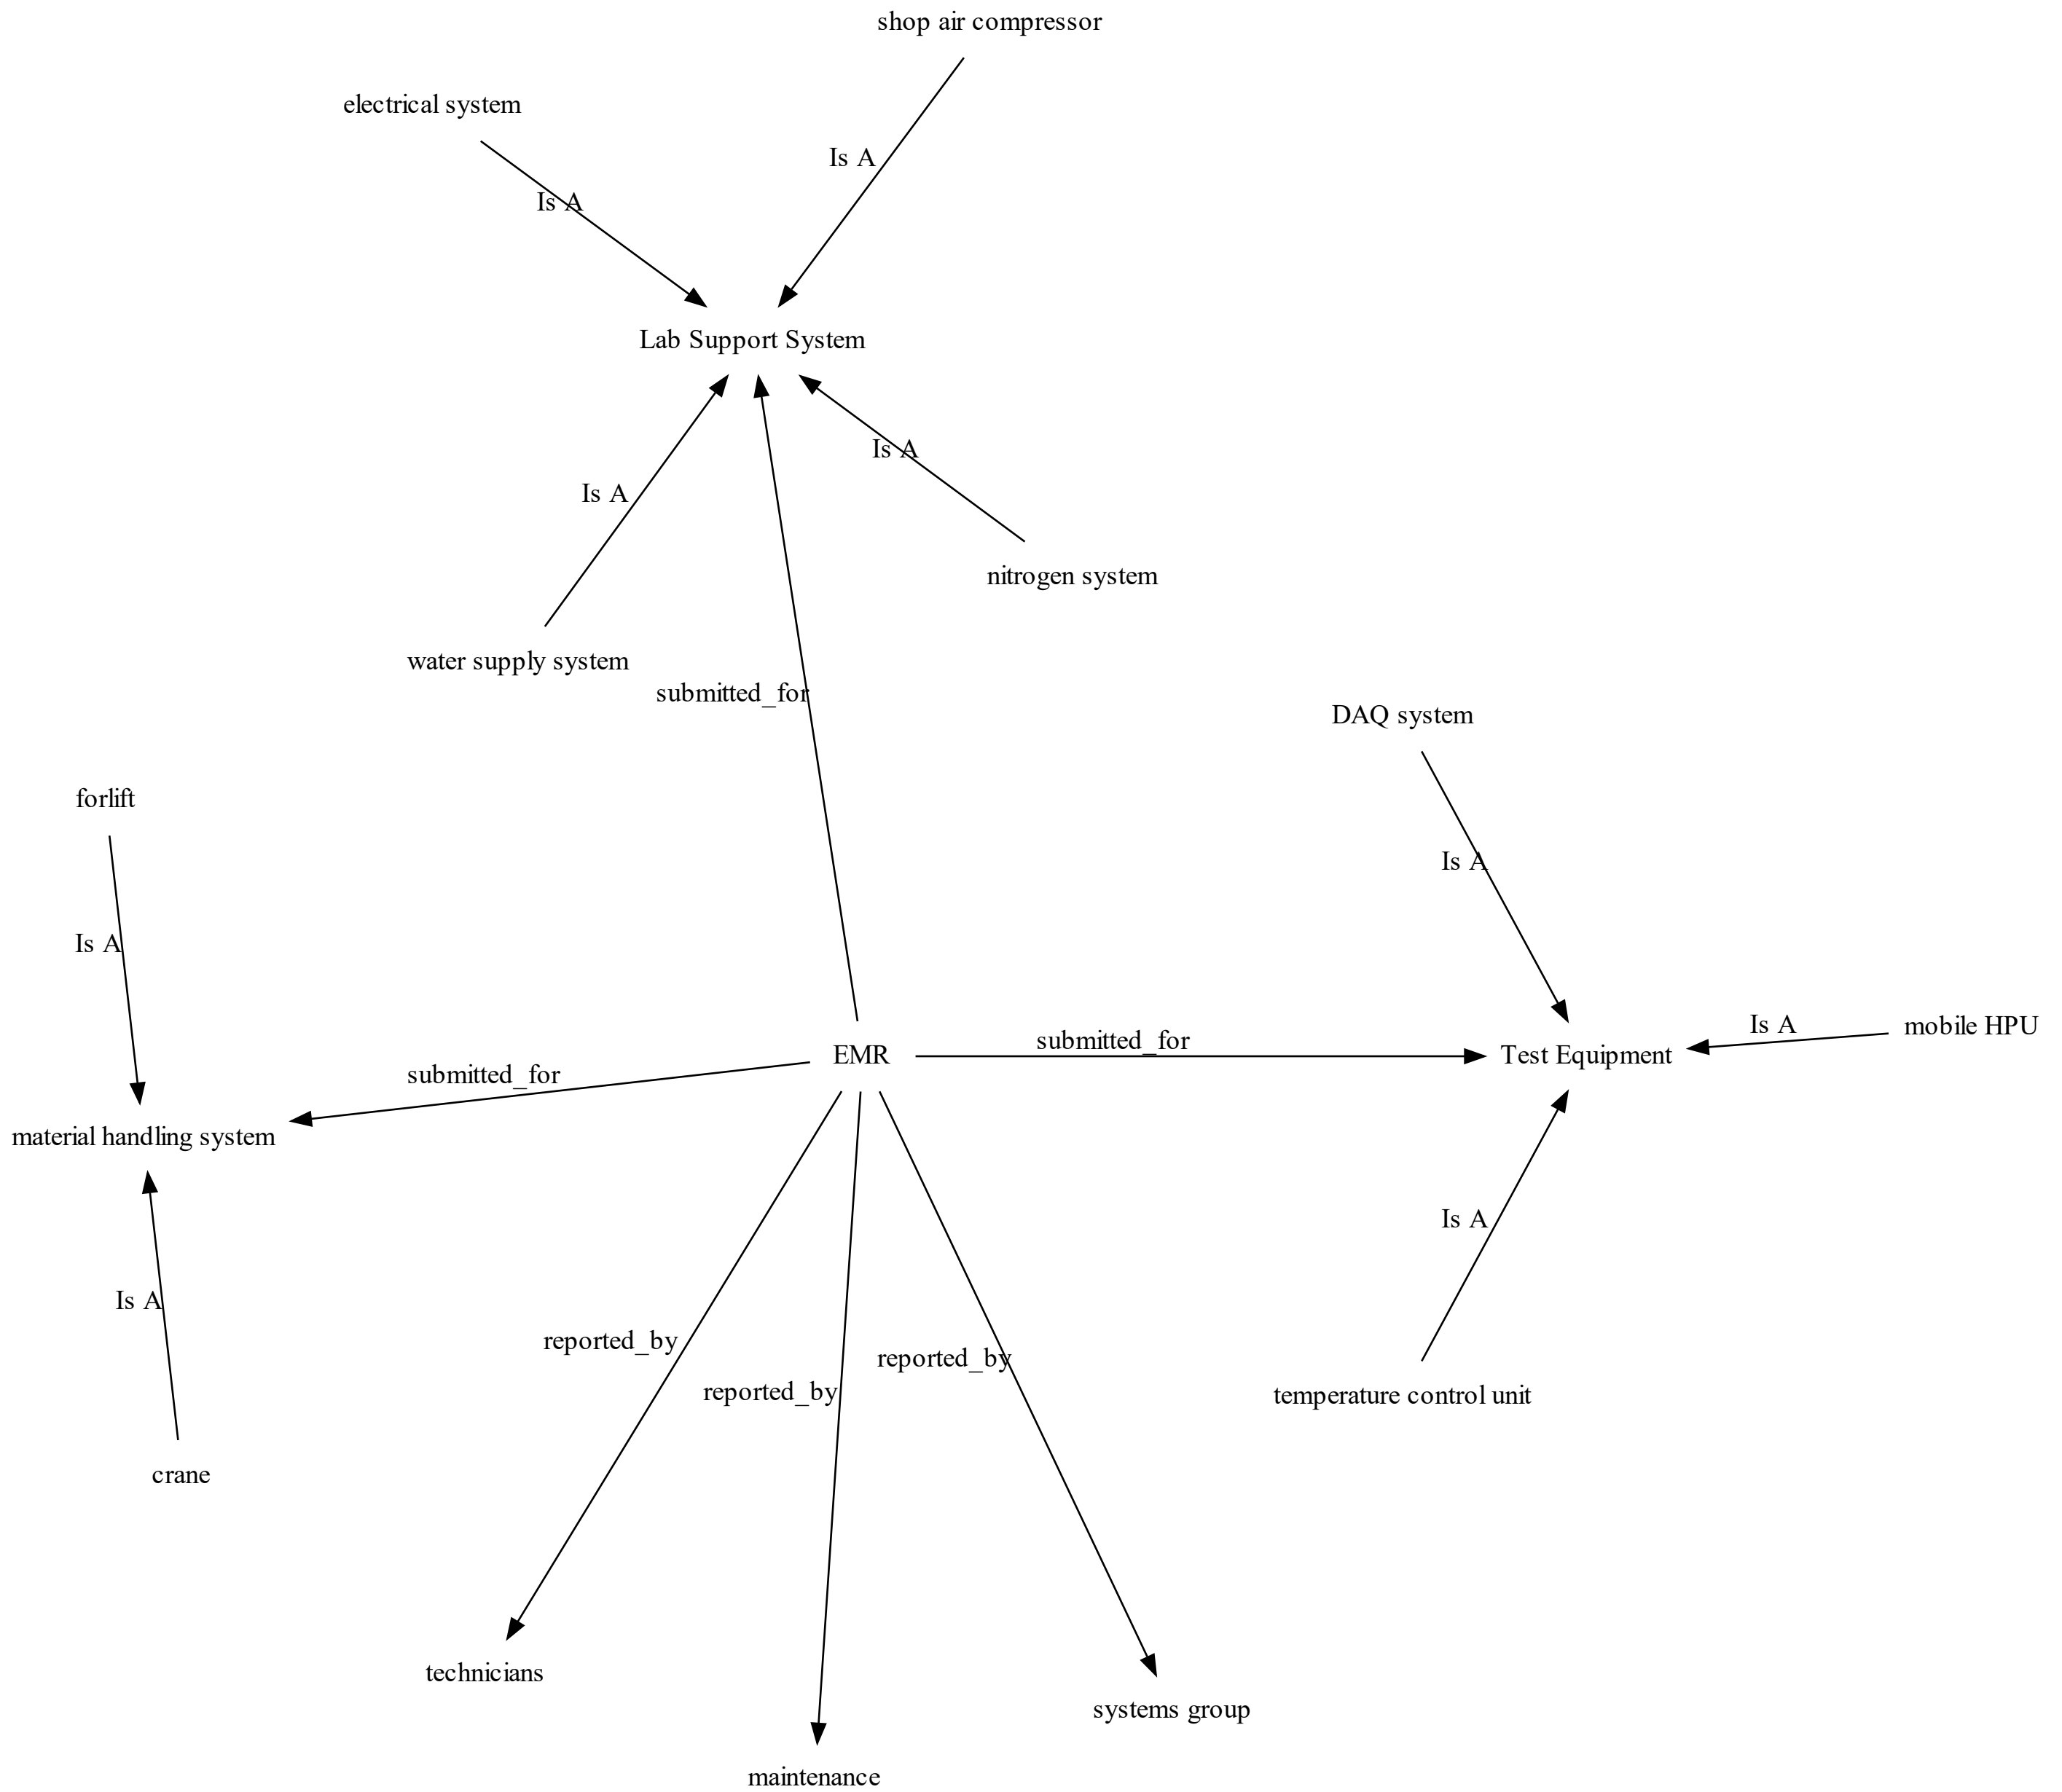 shop air compressor
electrical system
Is A
Is A
Lab Support System
Is A
Is A
nitrogen system
water supply system
submitted_for
DAQ system
forlift
Is A
Is A
Is A
mobile HPU
submitted_for
EMR
Test Equipment
submitted_for
material handling system
Is A
Is A
reported_by
reported_by
reported_by
temperature control unit
crane
technicians
systems group
maintenance